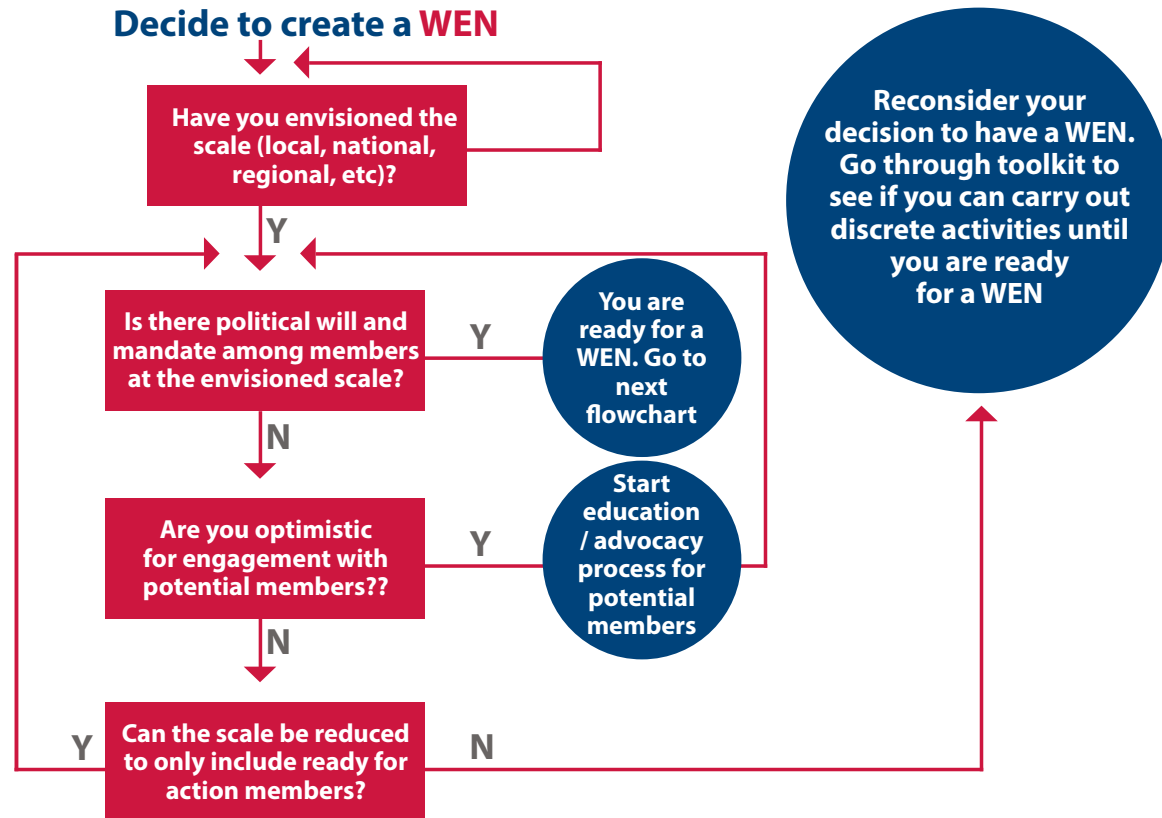 Decide to create a WEN
Have you envisioned the
scale (local, national,
regional, etc)?
Y
Is there political will and
mandate among members
at the envisioned scale?
Y
You are
ready for a
WEN. Go to
next
flowchart
N
Are you optimistic
for engagement with
potential members??
Y
Start
education
/ advocacy
process for
potential
members
N
Can the scale be reduced
to only include ready for
action members?
Y
N
Reconsider your
decision to have a WEN.
Go through toolkit to
see if you can carry out
discrete activities until
you are ready
for a WEN